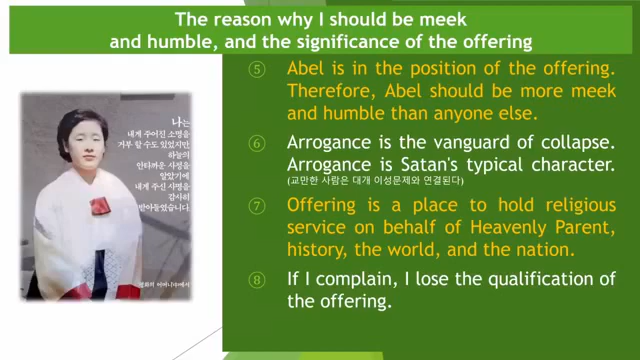 The reason why I should be meek
and humble, and the significance of the offering
⑤ Abel is in the position of the offering.
Therefore, Abel should be more meek
and humble than anyone else.
⑥ Arrogance is the vanguard of collapse.
Arrogance is Satan's typical character.
(교만한 사람은 대개 이성문제와 연결된다)
⑦ Offering is a place to hold religious
service on behalf of Heavenly Parent,
history, the world, and the nation.
⑧ If I complain, I lose the qualification of
the offering.
나는
내게 주어진 소명을
거부 할 수도 있었지만,
하늘의
안타까운 사정을
알았기에
내게 주신 사명을
감사히
받아들었습니다.
어머니)에서